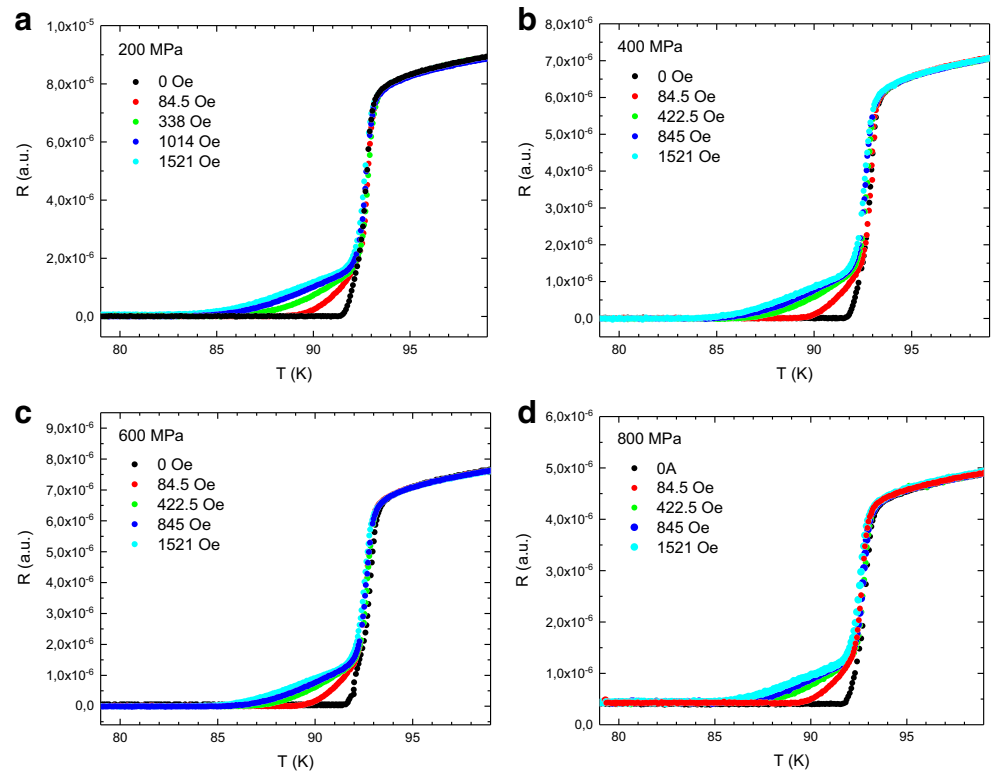 a
200 MPa
0 Oe
84.5 Oe
338 Oe
1014 Oe
1521 Oe
R (a.u.)
1,0x10⁻⁵
8,0x10⁻⁶
6,0x10⁻⁶
4,0x10⁻⁶
2,0x10⁻⁶
0,0
80 85 90 95
T (K)
b
400 MPa
0 Oe
84.5 Oe
422.5 Oe
845 Oe
1521 Oe
R (a.u.)
8,0x10⁻⁶
7,0x10⁻⁶
6,0x10⁻⁶
5,0x10⁻⁶
4,0x10⁻⁶
3,0x10⁻⁶
2,0x10⁻⁶
1,0x10⁻⁶
0,0
80 85 90 95
T (K)
c
600 MPa
0 Oe
84.5 Oe
422.5 Oe
845 Oe
1521 Oe
R (a.u.)
9,0x10⁻⁶
8,0x10⁻⁶
7,0x10⁻⁶
6,0x10⁻⁶
5,0x10⁻⁶
4,0x10⁻⁶
3,0x10⁻⁶
2,0x10⁻⁶
1,0x10⁻⁶
0,0
80 85 90 95
T (K)
d
800 MPa
0A
84.5 Oe
422.5 Oe
845 Oe
1521 Oe
R (a.u.)
6,0x10⁻⁶
5,0x10⁻⁶
4,0x10⁻⁶
3,0x10⁻⁶
2,0x10⁻⁶
1,0x10⁻⁶
0,0
80 85 90 95
T (K)